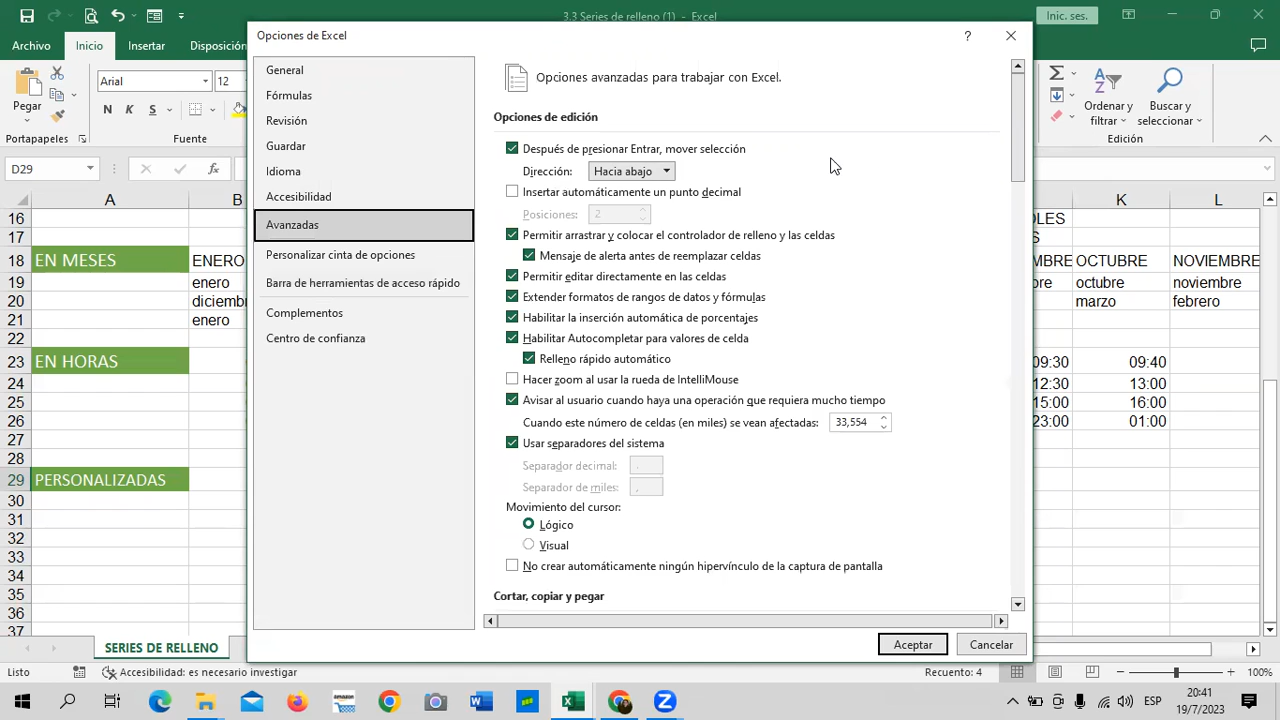 3.3 Series de relleno (1) - Excel
Inic. ses.
Archivo
Inicio
Insertar
Disposición
Opciones de Excel
General
Fórmulas
Revisión
Guardar
Idioma
Accesibilidad
Avanzadas
Personalizar cinta de opciones
Barra de herramientas de acceso rápido
Complementos
Centro de confianza
Opciones avanzadas para trabajar con Excel.
Opciones de edición
Después de presionar Entrar, mover selección
Dirección: Hacia abajo
Insertar automáticamente un punto decimal
Posiciones: 2
Permitir arrastrar y colocar el controlador de relleno y las celdas
Mensaje de alerta antes de reemplazar celdas
Permitir editar directamente en las celdas
Extender formatos de rangos de datos y fórmulas
Habilitar la inserción automática de porcentajes
Habilitar Autocompletar para valores de celda
Relleno rápido automático
Hacer zoom al usar la rueda de IntelliMouse
Avisar al usuario cuando haya una operación que requiera mucho tiempo
Cuando este número de celdas (en miles) se vean afectadas: 33,554
Usar separadores del sistema
Separador decimal: .
Separador de miles: ,
Movimiento del cursor:
Lógico
Visual
No crear automáticamente ningún hipervínculo de la captura de pantalla
Cortar, copiar y pegar
Aceptar
Cancelar
Pegar
Portapapeles
Arial 12
N K S
Fuente
Ordenar y filtrar
Buscar y seleccionar
Edición
D29
A B K L
16
17
18 EN MESES ENERO OCTUBRE NOVIEMBRE
19 enero octubre noviembre
20 marzo febrero
21 enero
22
23 EN HORAS 09:30 09:40
24 12:30 13:00
25 15:00 16:00
26 23:00 01:00
27
28
29 PERSONALIZADAS
30
31
32
33
34
35
36
37
SERIES DE RELLENO
Listo
Accesibilidad: es necesario investigar
Recuento: 4
100%
amazon
ESP
20:41
19/7/2023